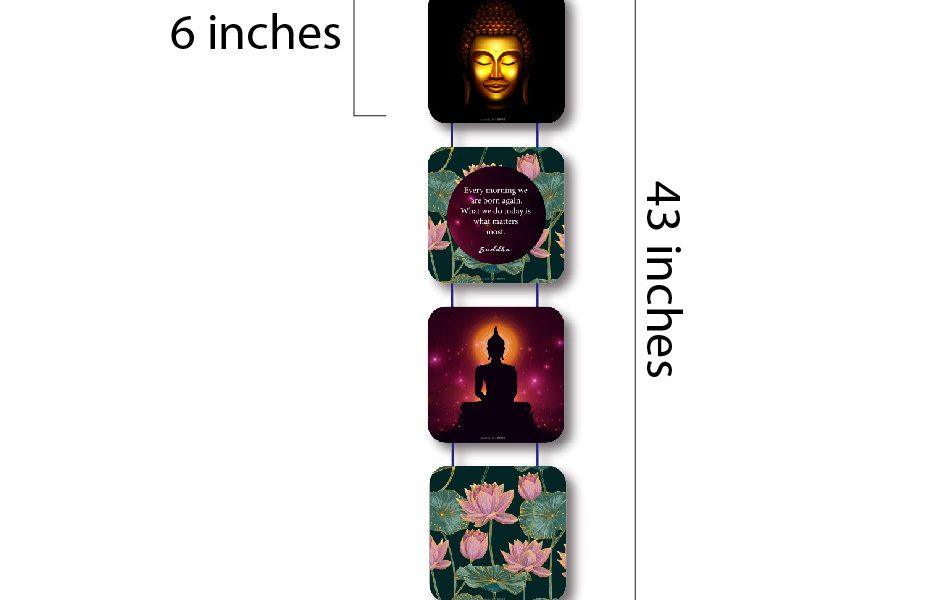 6 inches
Every morning we
are born again.
What we do today is
what matters
most.
Buddha
43 inches